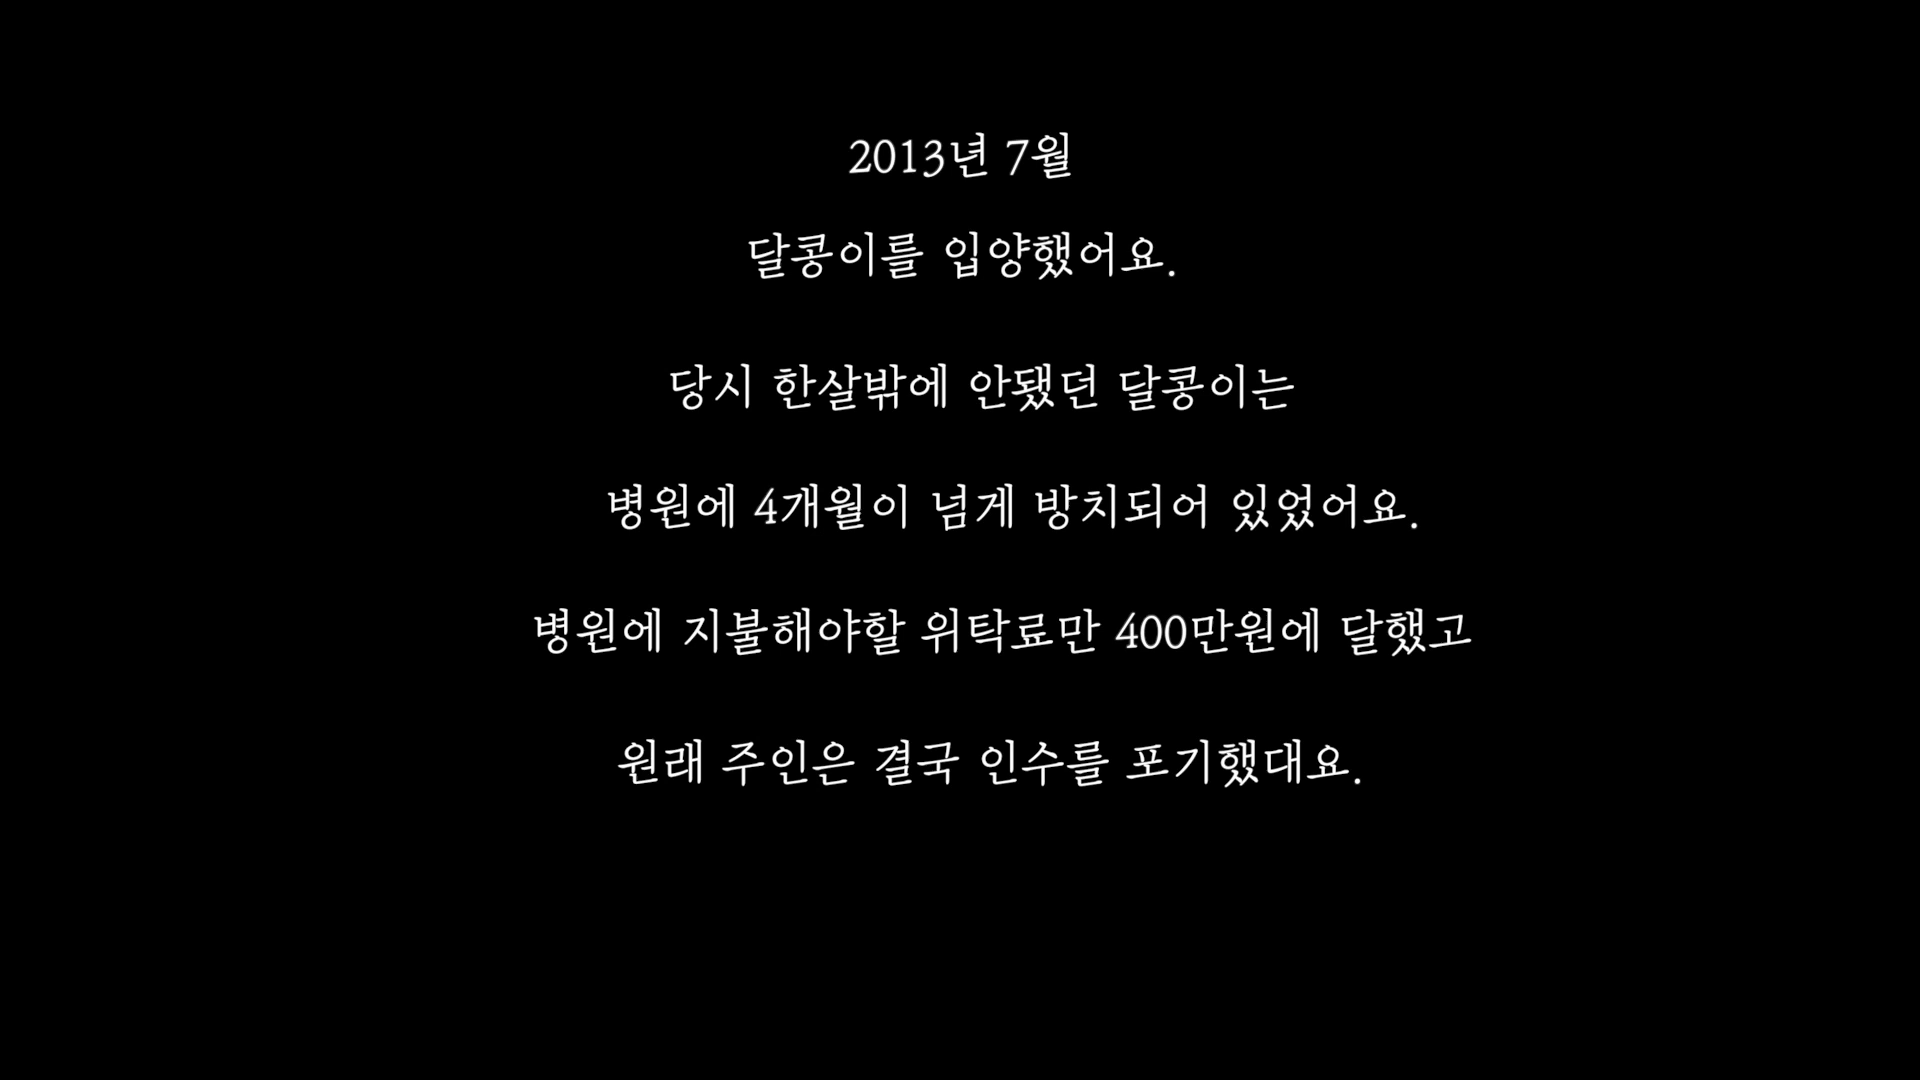 2013년 7월
달콩이를 입양했어요.
당시 한살밖에 안됐던 달콩이는
병원에 4개월이 넘게 방치되어 있었어요.
병원에 지불해야할 위탁료만 400만원에 달했고
원래 주인은 결국 인수를 포기했대요.